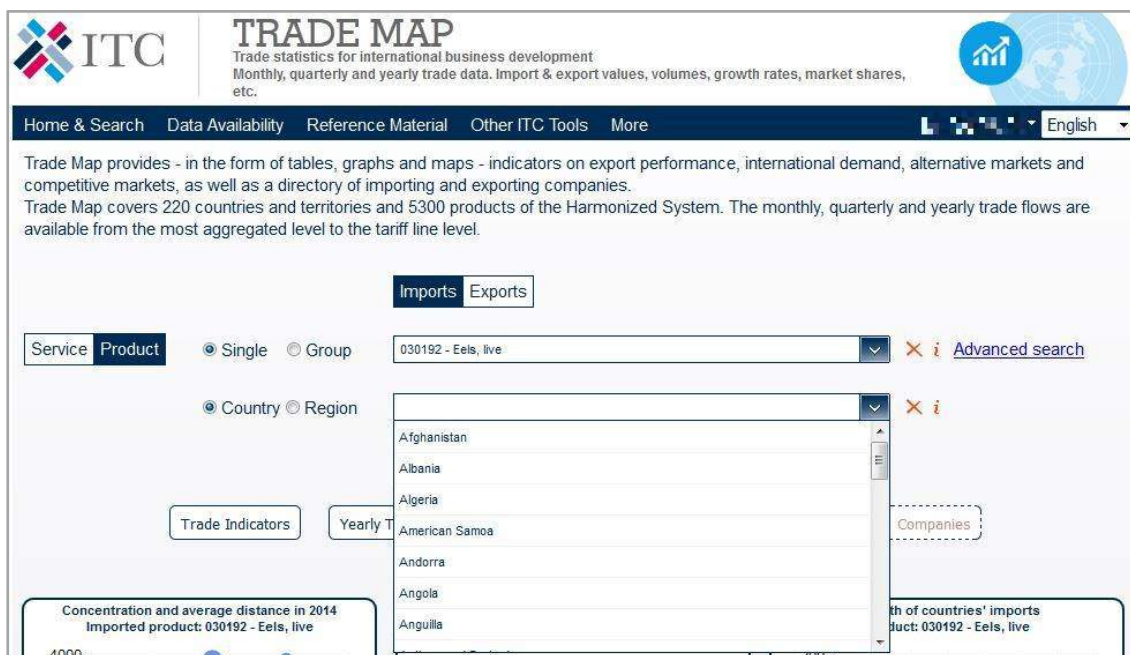 ITC
TRADE MAP
Trade statistics for international business development
Monthly, quarterly and yearly trade data. Import & export values, volumes, growth rates, market shares,
etc.
Home & Search Data Availability Reference Material Other ITC Tools More English
Trade Map provides - in the form of tables, graphs and maps - indicators on export performance, international demand, alternative markets and
competitive markets, as well as a directory of importing and exporting companies.
Trade Map covers 220 countries and territories and 5300 products of the Harmonized System. The monthly, quarterly and yearly trade flows are
available from the most aggregated level to the tariff line level.
Imports Exports
Service Product Single Group 030192 - Eels, live i Advanced search
Country Region i
Afghanistan
Albania
Algeria
American Samoa
Andorra
Angola
Anguilla
Trade Indicators Yearly T Companies
Concentration and average distance in 2014
Imported product: 030192 - Eels, live
th of countries' imports
duct: 030192 - Eels, live